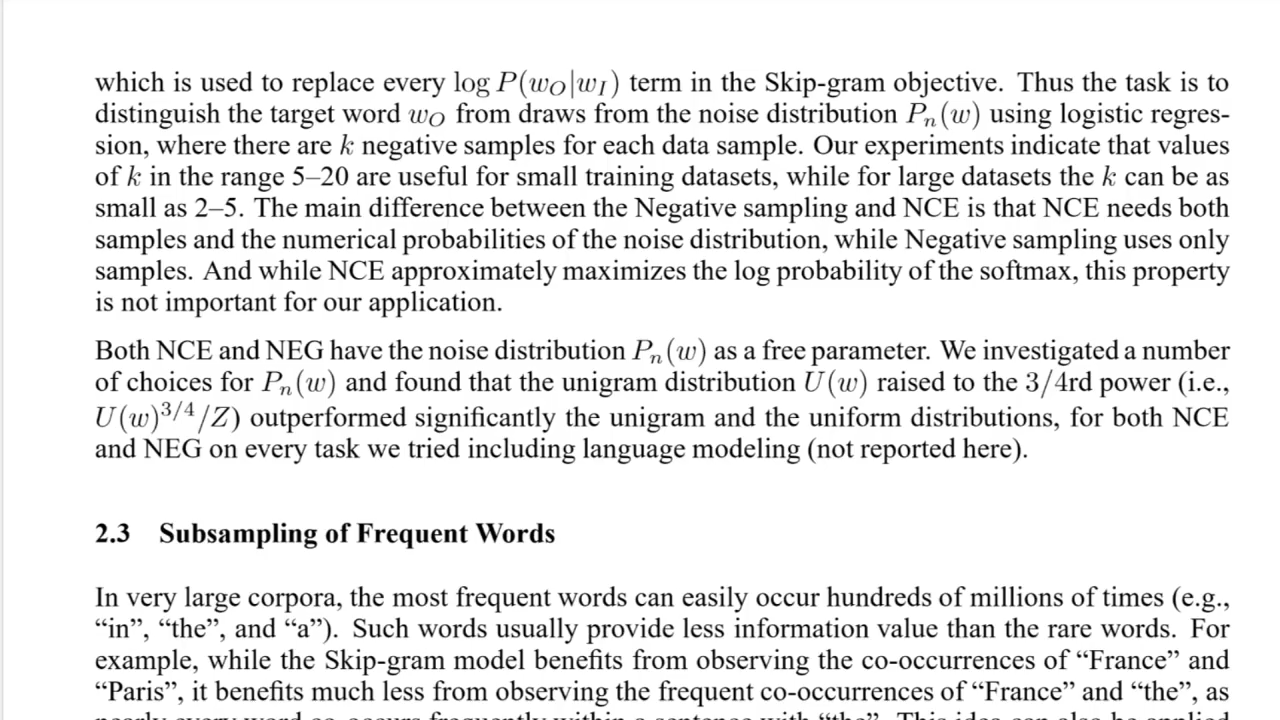 which is used to replace every log P(w_O|w_I) term in the Skip-gram objective. Thus the task is to
distinguish the target word w_O from draws from the noise distribution P_n(w) using logistic regres-
sion, where there are k negative samples for each data sample. Our experiments indicate that values
of k in the range 5–20 are useful for small training datasets, while for large datasets the k can be as
small as 2–5. The main difference between the Negative sampling and NCE is that NCE needs both
samples and the numerical probabilities of the noise distribution, while Negative sampling uses only
samples. And while NCE approximately maximizes the log probability of the softmax, this property
is not important for our application.
Both NCE and NEG have the noise distribution P_n(w) as a free parameter. We investigated a number
of choices for P_n(w) and found that the unigram distribution U(w) raised to the 3/4rd power (i.e.,
U(w)^{3/4}/Z) outperformed significantly the unigram and the uniform distributions, for both NCE
and NEG on every task we tried including language modeling (not reported here).
2.3 Subsampling of Frequent Words
In very large corpora, the most frequent words can easily occur hundreds of millions of times (e.g.,
“in”, “the”, and “a”). Such words usually provide less information value than the rare words. For
example, while the Skip-gram model benefits from observing the co-occurrences of “France” and
“Paris”, it benefits much less from observing the frequent co-occurrences of “France” and “the”, as